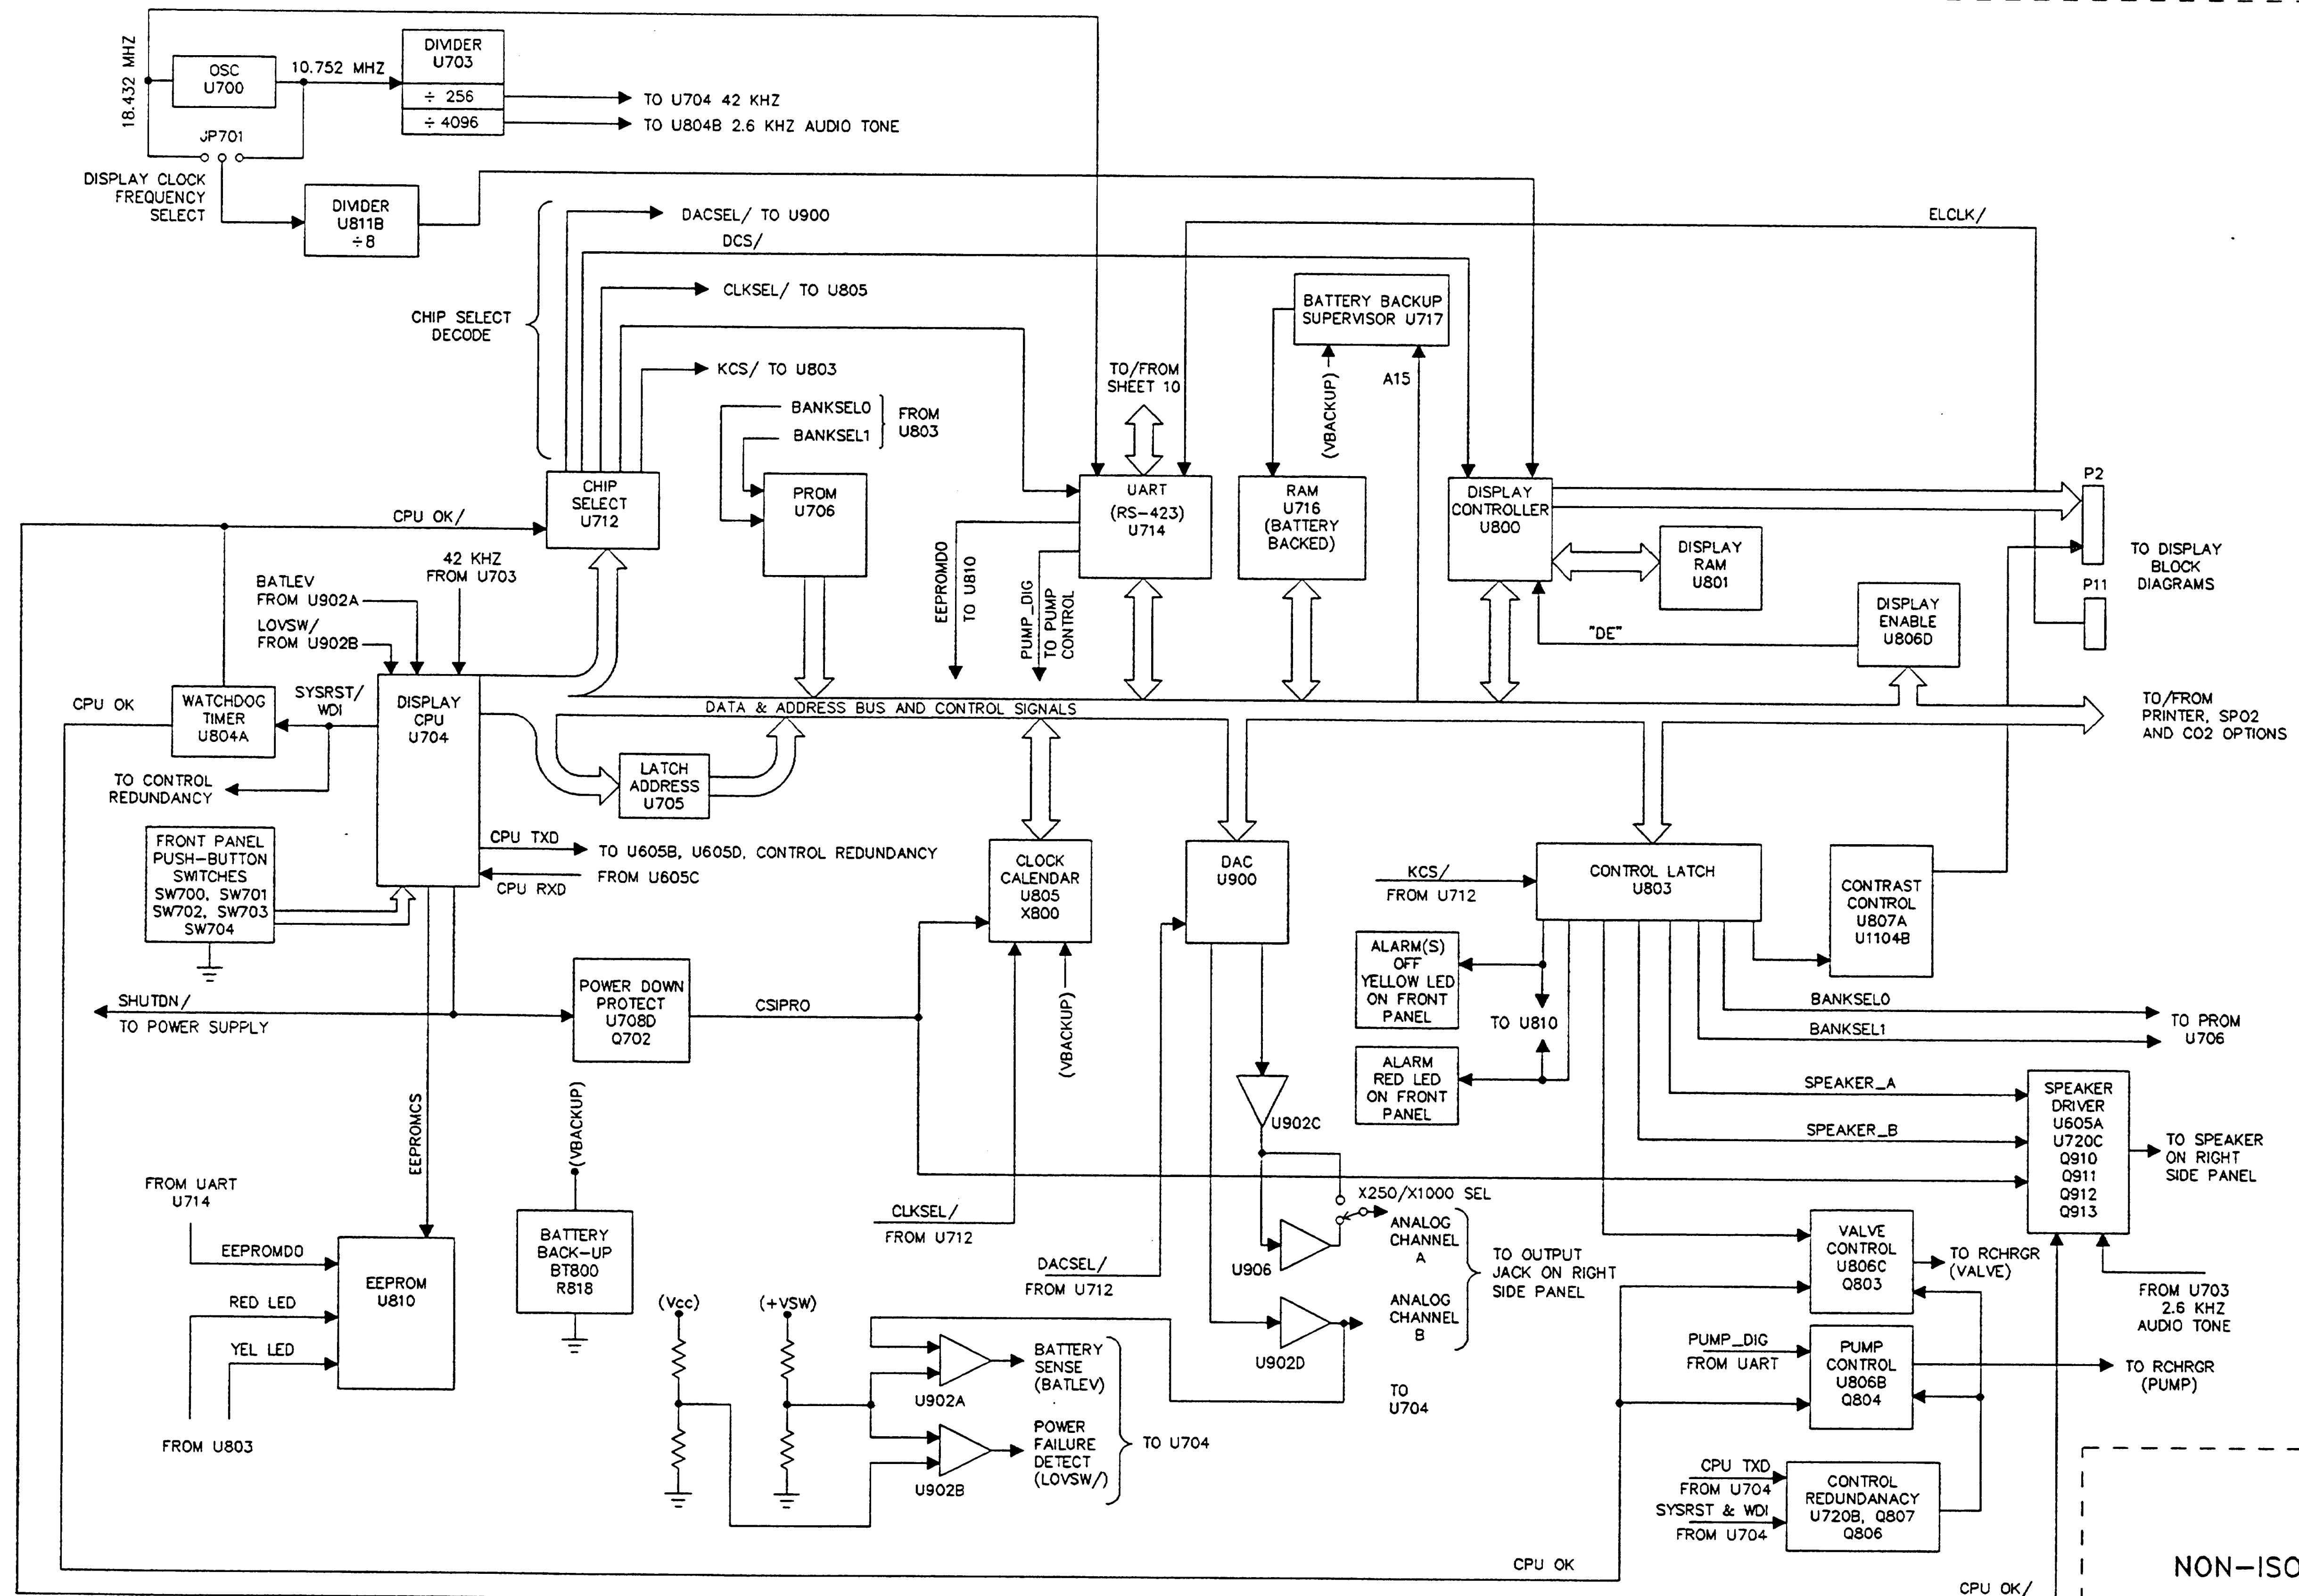 18.432 MHZ
OSC
U700
10.752 MHZ
DIVIDER
U703
÷ 256
÷ 4096
TO U704 42 KHZ
TO U804B 2.6 KHZ AUDIO TONE
JP701
DISPLAY CLOCK
FREQUENCY
SELECT
DIVIDER
U811B
÷8
DACSEL/ TO U900
DCS/
CLKSEL/ TO U805
CHIP SELECT
DECODE
KCS/ TO U803
BANKSEL0
BANKSEL1
FROM
U803
ELCLK/
BATTERY BACKUP
SUPERVISOR U717
(VBACKUP)
A15
TO/FROM
SHEET 10
CHIP
SELECT
U712
CPU OK/
PROM
U706
UART
(RS-423)
U714
RAM
U716
(BATTERY
BACKED)
DISPLAY
CONTROLLER
U800
DISPLAY
RAM
U801
P2
TO DISPLAY
BLOCK
DIAGRAMS
P11
DISPLAY
ENABLE
U806D
"DE"
42 KHZ
FROM U703
BATLEV
FROM U902A
LOVSW/
FROM U902B
EEPROMDO
TO U810
PUMP_DIG
TO PUMP
CONTROL
CPU OK
WATCHDOG
TIMER
U804A
SYSRST/
WDI
DISPLAY
CPU
U704
DATA & ADDRESS BUS AND CONTROL SIGNALS
TO/FROM
PRINTER, SPO2
AND CO2 OPTIONS
TO CONTROL
REDUNDANCY
LATCH
ADDRESS
U705
FRONT PANEL
PUSH-BUTTON
SWITCHES
SW700, SW701
SW702, SW703
SW704
CPU TXD
TO U605B, U605D, CONTROL REDUNDANCY
CPU RXD
FROM U605C
CLOCK
CALENDAR
U805
X800
DAC
U900
KCS/
FROM U712
CONTROL LATCH
U803
CONTRAST
CONTROL
U807A
U1104B
ALARM(S)
OFF
YELLOW LED
ON FRONT
PANEL
TO U810
ALARM
RED LED
ON FRONT
PANEL
BANKSEL0
BANKSEL1
TO PROM
U706
SHUTDN/
TO POWER SUPPLY
POWER DOWN
PROTECT
U708D
Q702
CSIPRO
(VBACKUP)
(VBACKUP)
EEPROMCS
SPEAKER_A
SPEAKER_B
SPEAKER
DRIVER
U605A
U720C
Q910
Q911
Q912
Q913
TO SPEAKER
ON RIGHT
SIDE PANEL
U902C
X250/X1000 SEL
FROM UART
U714
EEPROMDO
RED LED
YEL LED
FROM U803
EEPROM
U810
BATTERY
BACK-UP
BT800
R818
CLKSEL/
FROM U712
DACSEL/
FROM U712
U906
ANALOG
CHANNEL
A
ANALOG
CHANNEL
B
TO OUTPUT
JACK ON RIGHT
SIDE PANEL
U902D
TO
U704
(Vcc)
(+VSW)
U902A
BATTERY
SENSE
(BATLEV)
U902B
POWER
FAILURE
DETECT
(LOVSW/)
TO U704
VALVE
CONTROL
U806C
Q803
TO RCHRGR
(VALVE)
FROM U703
2.6 KHZ
AUDIO TONE
PUMP_DIG
FROM UART
PUMP
CONTROL
U806B
Q804
TO RCHRGR
(PUMP)
CPU TXD
FROM U704
SYSRST & WDI
FROM U704
CONTROL
REDUNDANACY
U720B, Q807
Q806
CPU OK
CPU OK/
NON-ISO